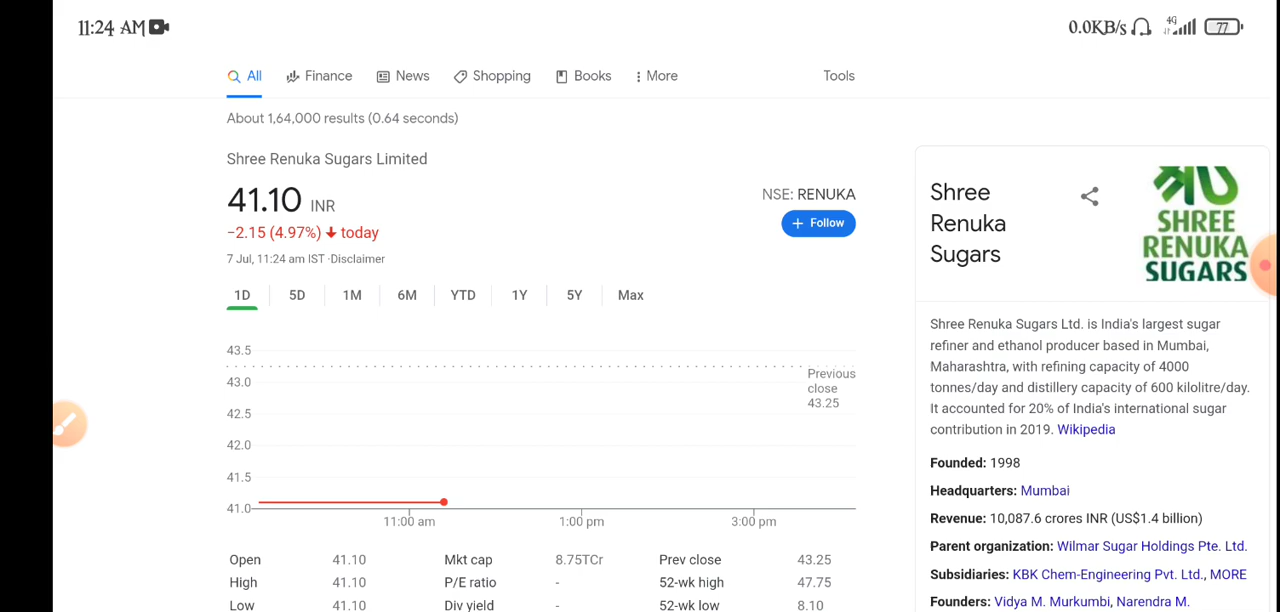 11:24 AM
0.0KB/s 4G 77
All Finance News Shopping Books More Tools
About 1,64,000 results (0.64 seconds)
Shree Renuka Sugars Limited
41.10 INR
NSE: RENUKA
+ Follow
−2.15 (4.97%) today
7 Jul, 11:24 am IST ·Disclaimer
1D 5D 1M 6M YTD 1Y 5Y Max
43.5
43.0
42.5
42.0
41.5
41.0
Previous
close
43.25
11:00 am 1:00 pm 3:00 pm
Open 41.10 Mkt cap 8.75TCr Prev close 43.25
High 41.10 P/E ratio - 52-wk high 47.75
Low 41.10 Div yield - 52-wk low 8.10
Shree
Renuka
Sugars
SHREE
RENUKA
SUGARS
Shree Renuka Sugars Ltd. is India's largest sugar
refiner and ethanol producer based in Mumbai,
Maharashtra, with refining capacity of 4000
tonnes/day and distillery capacity of 600 kilolitre/day.
It accounted for 20% of India's international sugar
contribution in 2019. Wikipedia
Founded: 1998
Headquarters: Mumbai
Revenue: 10,087.6 crores INR (US$1.4 billion)
Parent organization: Wilmar Sugar Holdings Pte. Ltd.
Subsidiaries: KBK Chem-Engineering Pvt. Ltd., MORE
Founders: Vidya M. Murkumbi, Narendra M.